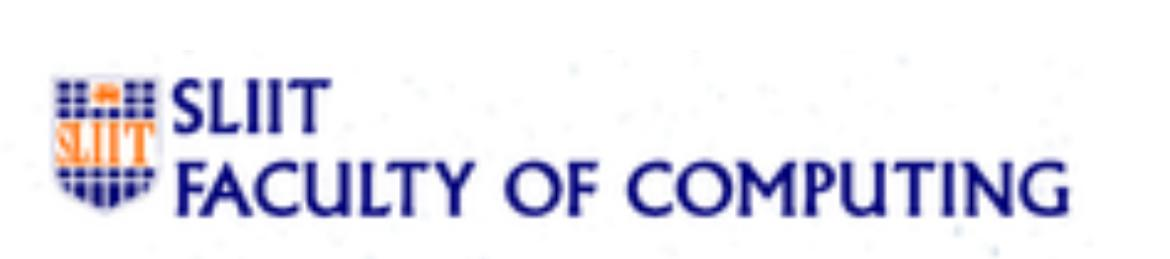 SLIIT
SLIIT
FACULTY OF COMPUTING